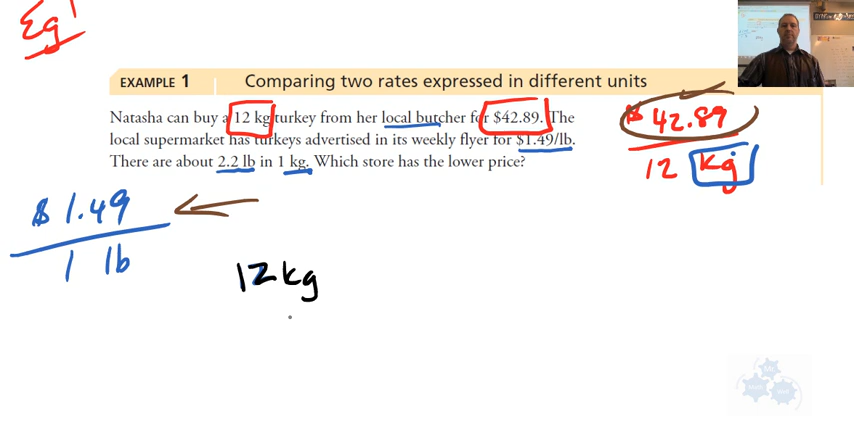 Eg 1
EXAMPLE 1 Comparing two rates expressed in different units
Natasha can buy a 12 kg turkey from her local butcher for $42.89. The
local supermarket has turkeys advertised in its weekly flyer for $1.49/lb.
There are about 2.2 lb in 1 kg. Which store has the lower price?
$ 42.89
12 kg
$ 1.49
1 lb
12 kg